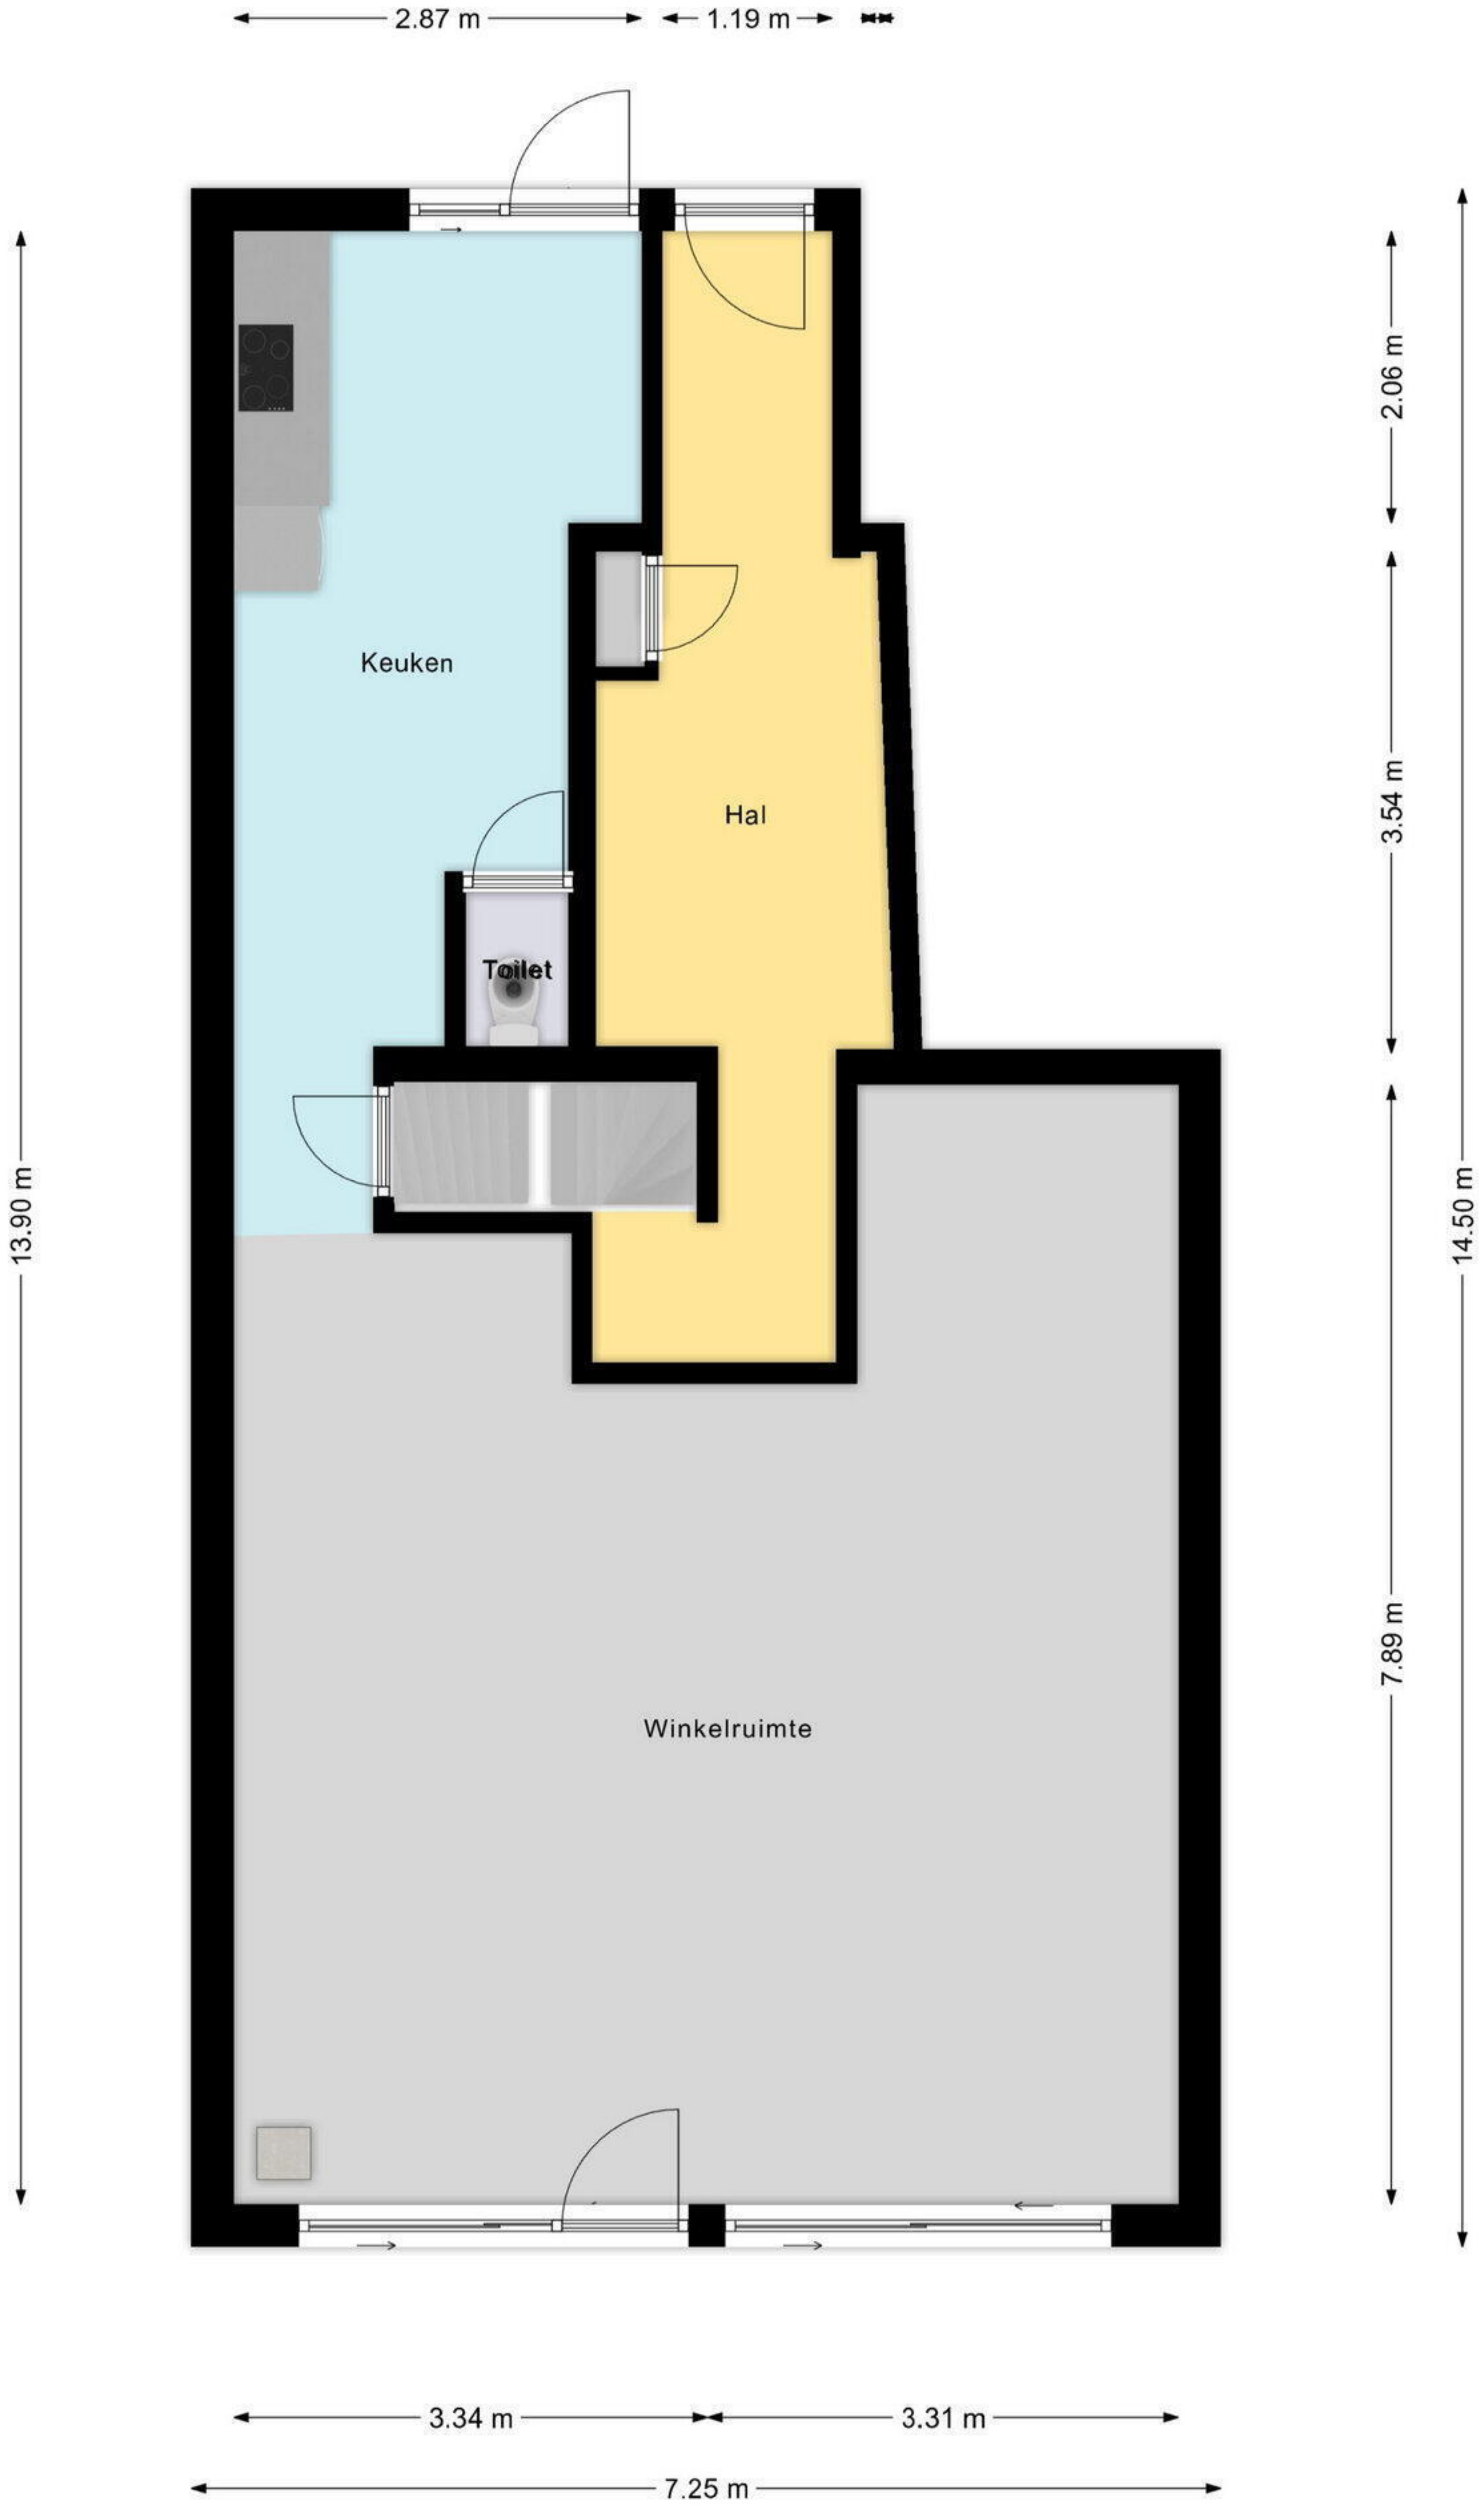 2.87 m
1.19 m
2.06 m
Keuken
3.54 m
Hal
Toilet
13.90 m
14.50 m
7.89 m
Winkelruimte
3.34 m
3.31 m
7.25 m